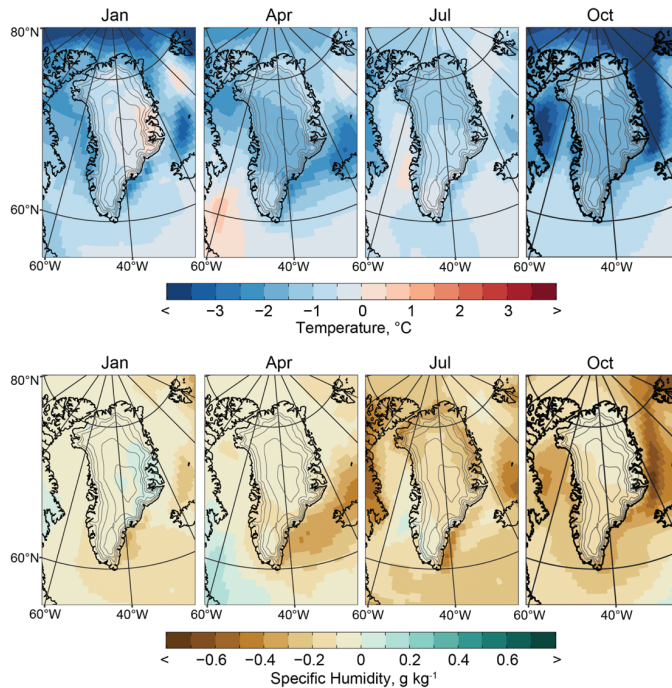 Jan Apr Jul Oct
80°N
60°N
60°W 40°W 60°W 40°W 60°W 40°W 60°W 40°W
< −3 −2 −1 0 1 2 3 >
Temperature, °C
Jan Apr Jul Oct
80°N
60°N
60°W 40°W 60°W 40°W 60°W 40°W 60°W 40°W
< −0.6 −0.4 −0.2 0 0.2 0.4 0.6 >
Specific Humidity, g kg⁻¹